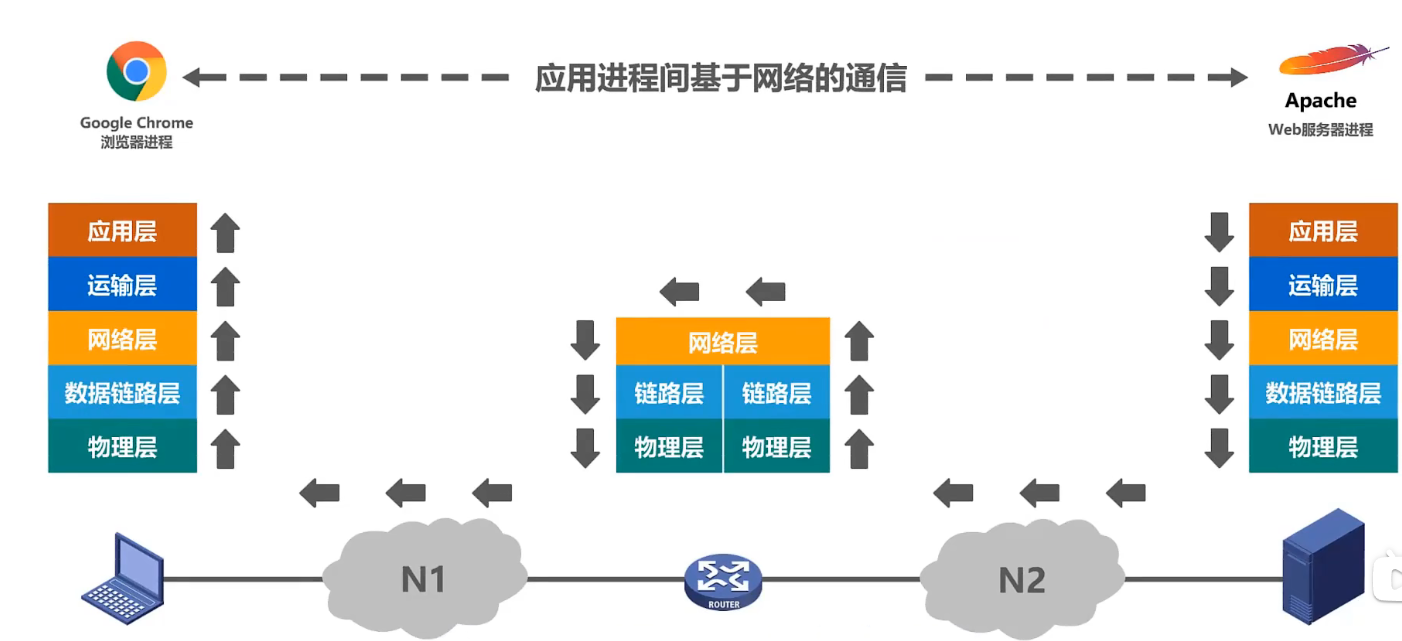 应用进程间基于网络的通信
Google Chrome
浏览器进程
Apache
Web服务器进程
应用层
运输层
网络层
数据链路层
物理层
网络层
链路层 链路层
物理层 物理层
应用层
运输层
网络层
数据链路层
物理层
N1
ROUTER
N2